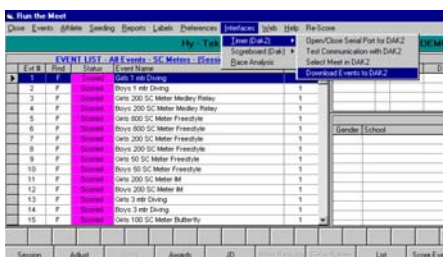 Run the Meet
Close Events Athlete Seeding Reports Labels Preferences Interfaces Web Help Re-Score
Hy - Tek
Timer (Dak2)
Scoreboard (Dak)
Race Analysis
Open/Close Serial Port for DAK2
Test Communication with DAK2
Select Meet in DAK2
Download Events to DAK2
EVENT LIST - All Events - SC Meters -
Evt # Rnd Status Event Name
1 F Scored Girls 1 mtr Diving 1
2 F Scored Boys 1 mtr Diving 1
3 F Scored Girls 200 SC Meter Medley Relay 1
4 F Scored Boys 200 SC Meter Medley Relay 1
5 F Scored Girls 800 SC Meter Freestyle 1
6 F Scored Boys 800 SC Meter Freestyle 1
7 F Scored Girls 200 SC Meter Freestyle 1
8 F Scored Boys 200 SC Meter Freestyle 1
9 F Scored Girls 50 SC Meter Freestyle 1
10 F Scored Boys 50 SC Meter Freestyle 1
11 F Scored Girls 200 SC Meter IM 1
12 F Scored Boys 200 SC Meter IM 1
13 F Scored Girls 3 mtr Diving 1
14 F Scored Boys 3 mtr Diving 1
15 F Scored Girls 100 SC Meter Butterfly 1
Gender School
Session Adjust Awards JD List Score Eve